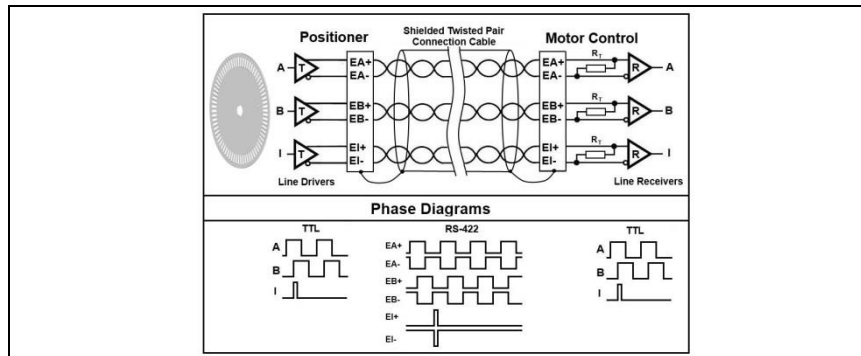 Positioner
Shielded Twisted Pair
Connection Cable
Motor Control
A
T
EA+
EA-
EA+
EA-
RT
R
A
B
T
EB+
EB-
EB+
EB-
RT
R
B
I
T
EI+
EI-
EI+
EI-
RT
R
I
Line Drivers
Line Receivers
Phase Diagrams
TTL
RS-422
TTL
A
B
I
EA+
EA-
EB+
EB-
EI+
EI-
A
B
I